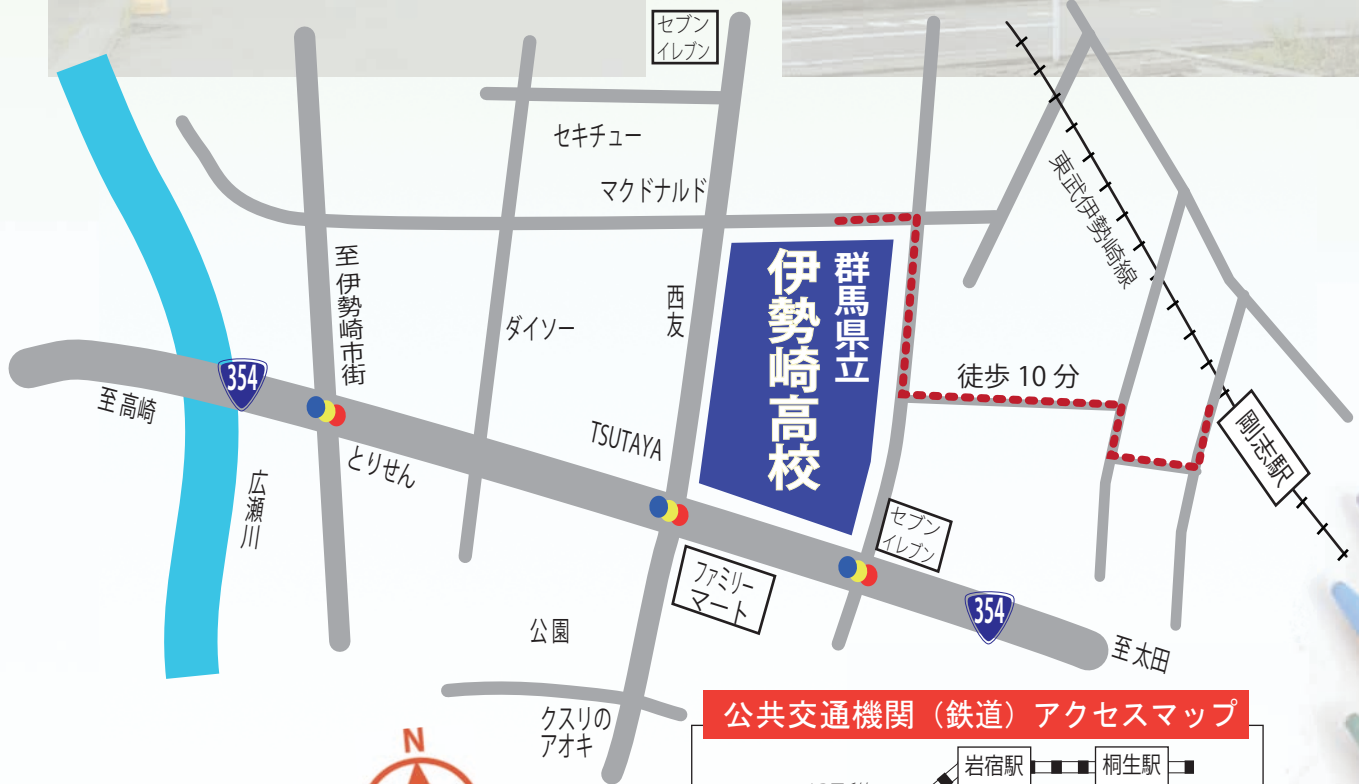 セブン
イレブン
セキチュー
マクドナルド
東武伊勢崎線
至 伊勢崎市街
西友
群馬県立
伊勢崎高校
ダイソー
354
至 高崎
徒歩 10 分
TSUTAYA
とりせん
剛志駅
広瀬川
セブン
イレブン
ファミリー
マート
354
公園
至 太田
クスリの
アオキ
公共交通機関（鉄道）アクセスマップ
N
岩宿駅
桐生駅